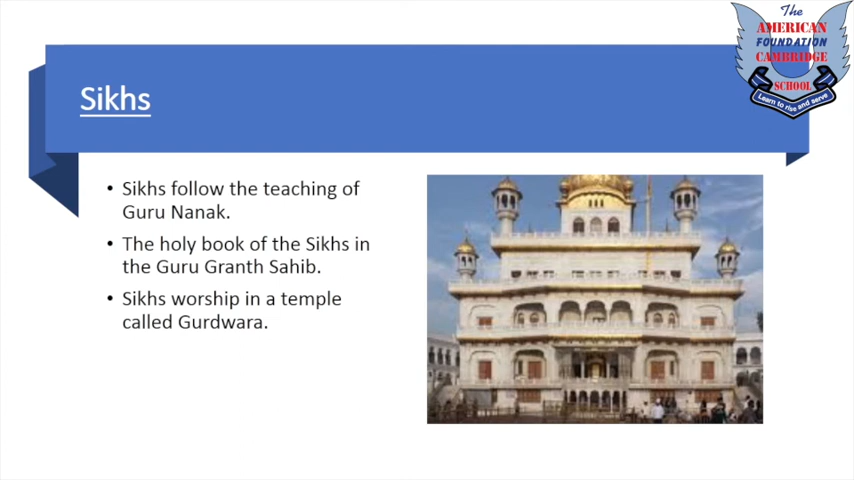 The
AMERICAN
FOUNDATION
CAMBRIDGE
SCHOOL
Learn to rise and serve
Sikhs
• Sikhs follow the teaching of
Guru Nanak.
• The holy book of the Sikhs in
the Guru Granth Sahib.
• Sikhs worship in a temple
called Gurdwara.